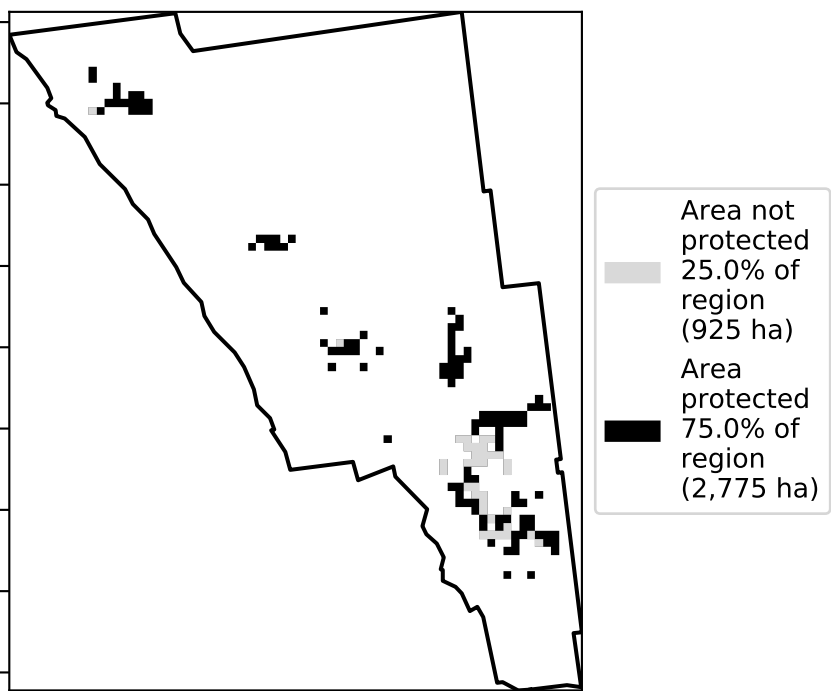 Area not
protected
25.0% of
region
(925 ha)
Area
protected
75.0% of
region
(2,775 ha)